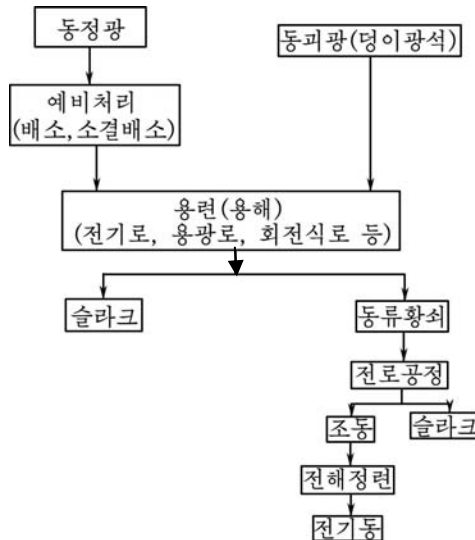 동정광
동괴광(덩이광석)
예비처리
(배소,소결배소)
용련(용해)
(전기로, 용광로, 회전식로 등)
슬라크
동류황쇠
전로공정
조동
슬라크
전해정련
전기동